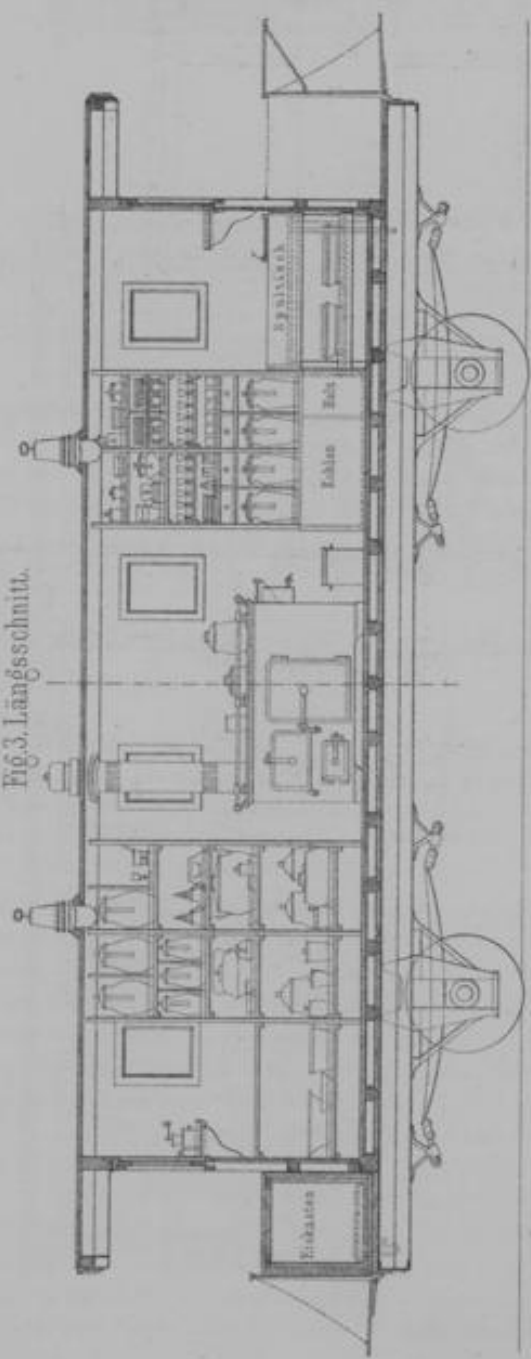 Fig. 3. Längsschnitt.
Eiskasten
Kohlen
Holz
Spültisch